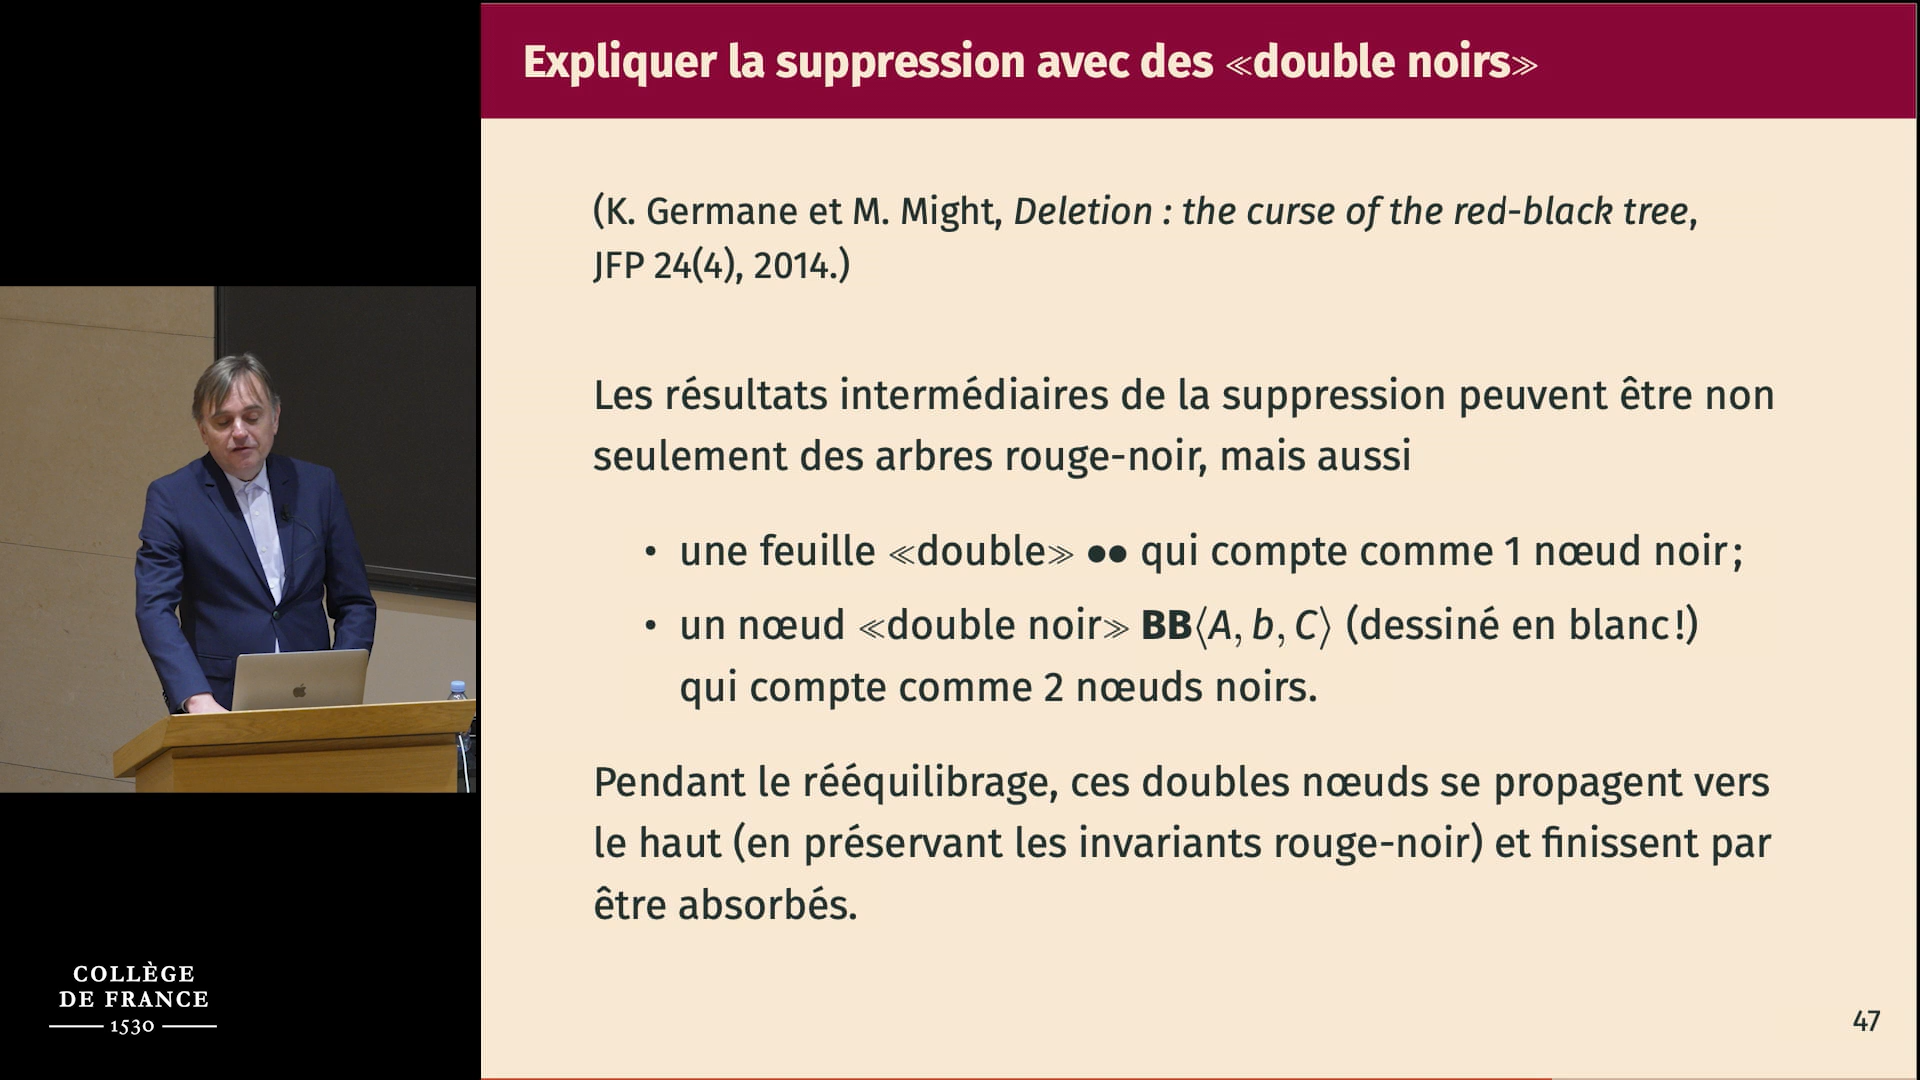 Expliquer la suppression avec des «double noirs»
(K. Germane et M. Might, Deletion : the curse of the red-black tree,
JFP 24(4), 2014.)
Les résultats intermédiaires de la suppression peuvent être non
seulement des arbres rouge-noir, mais aussi
• une feuille «double» ●● qui compte comme 1 nœud noir;
• un nœud «double noir» BB⟨A, b, C⟩ (dessiné en blanc!)
qui compte comme 2 nœuds noirs.
Pendant le rééquilibrage, ces doubles nœuds se propagent vers
le haut (en préservant les invariants rouge-noir) et finissent par
être absorbés.
COLLÈGE
DE FRANCE
1530
47